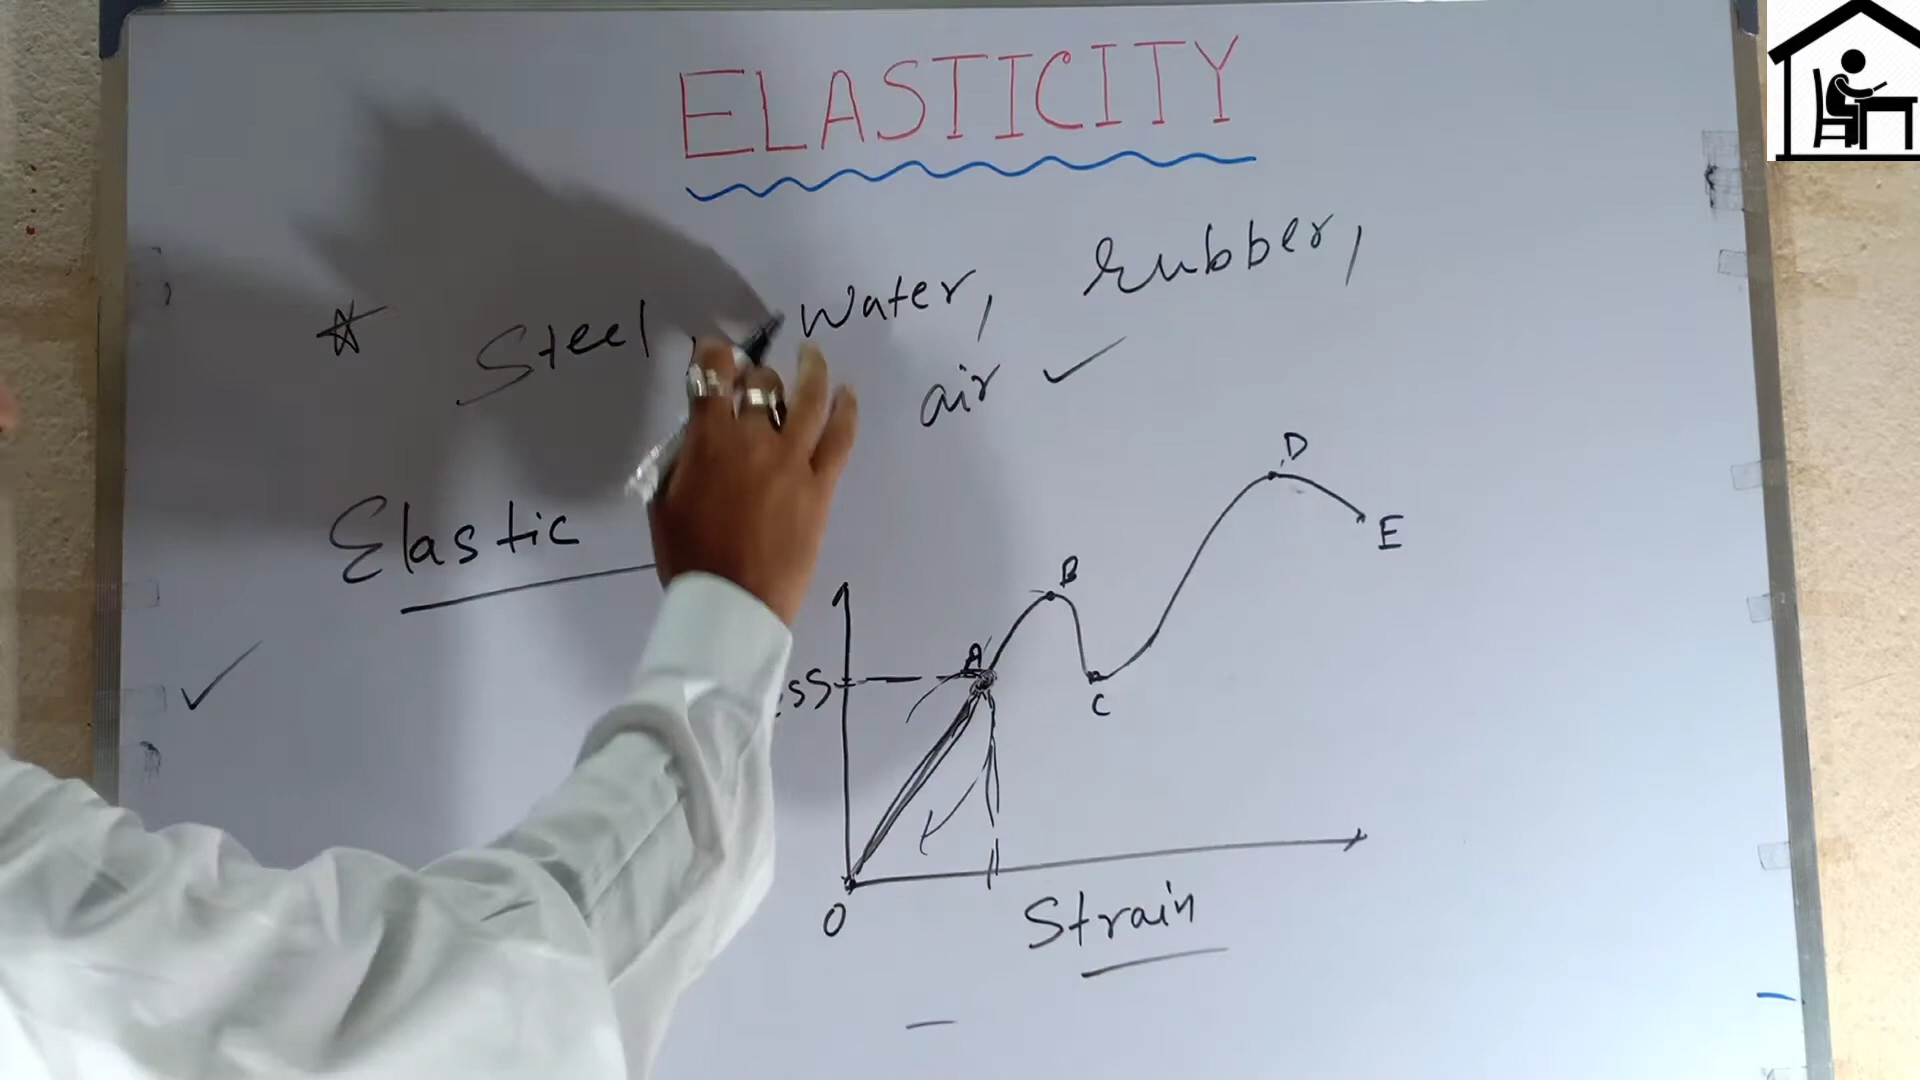 ELASTICITY
Steel, Water, rubber,
air
Elastic
D
E
B
A
C
O
Strain